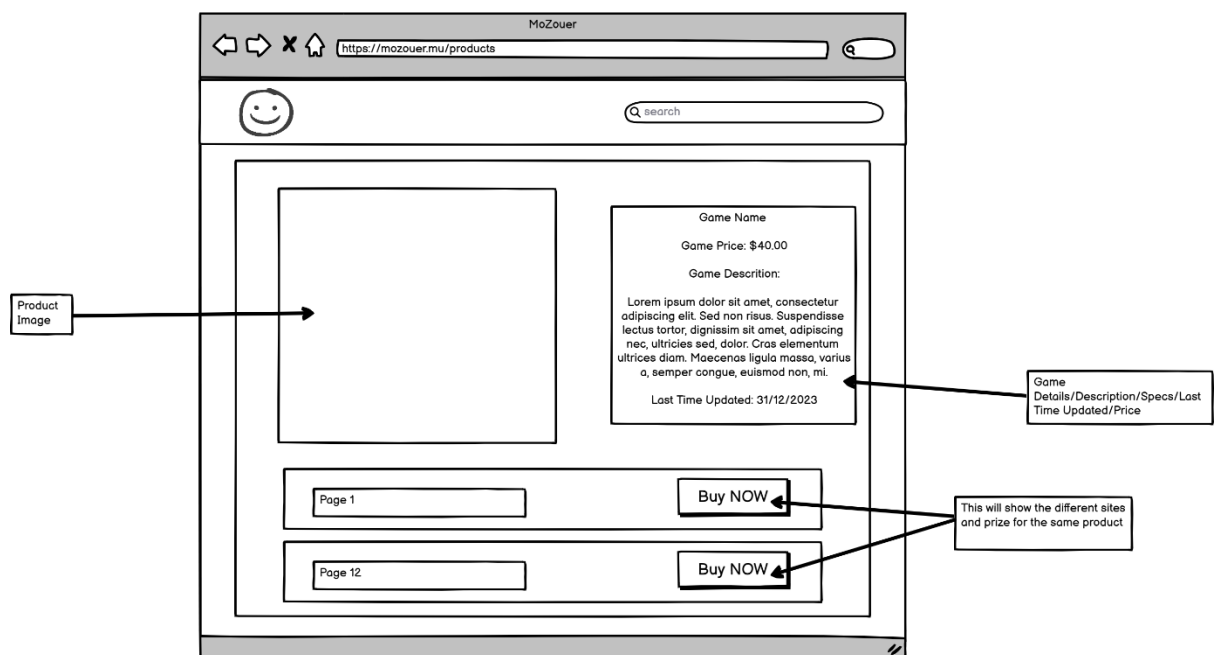 MoZouer
https://mozouer.mu/products
search
Game Name
Game Price: $40,00
Game Descrition:
Lorem ipsum dolor sit amet, consectetur
adipiscing elit. Sed non risus. Suspendisse
lectus tortor, dignissim sit amet, adipiscing
nec, ultricies sed, dolor. Cras elementum
ultrices diam. Maecenas ligula massa, varius
a, semper congue, euismod non, mi.
Last Time Updated: 31/12/2023
Product
Image
Game
Details/Description/Specs/Last
Time Updated/Price
Page 1
Buy NOW
This will show the different sites
and prize for the same product
Page 12
Buy NOW